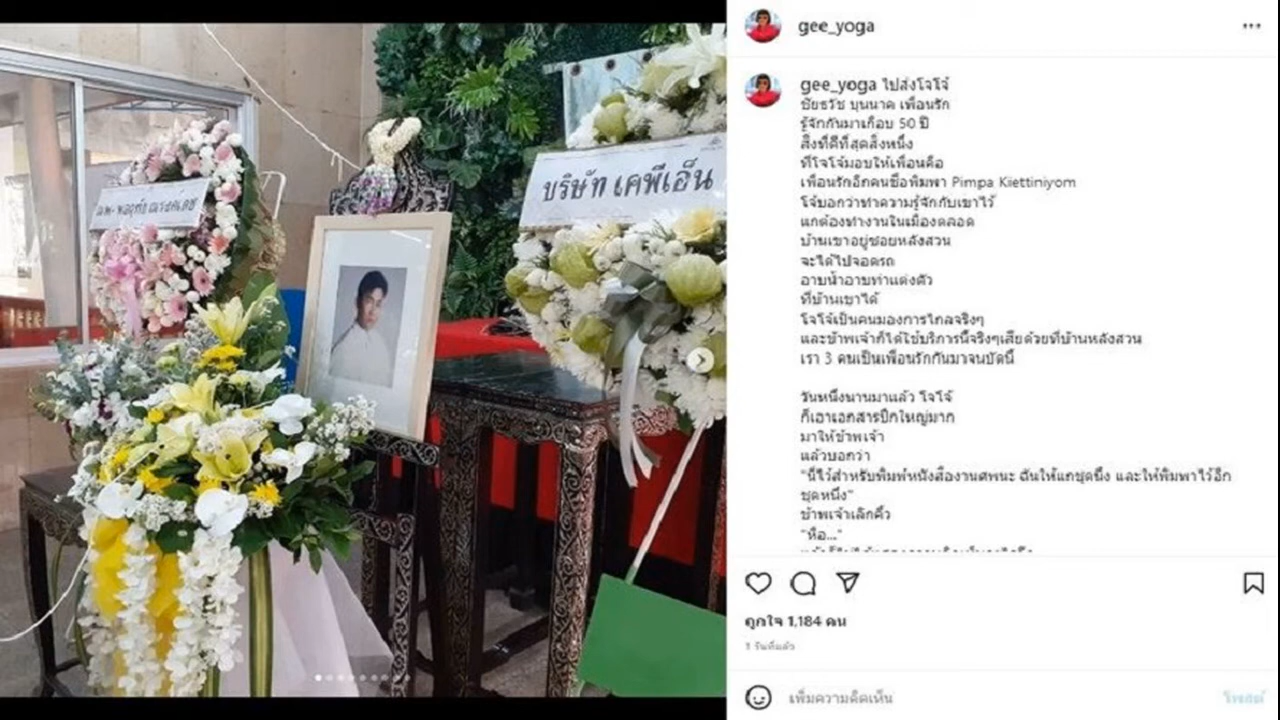 บริษัท เคพีเอ็น
gee_yoga
gee_yoga ไปส่งโจโจ้
ชัยธวัช บุนนาค เพื่อนรัก
รู้จักกันมาเกือบ 50 ปี
สิ่งที่ดีที่สุดสิ่งหนึ่ง
ที่โจโจ้มอบให้เพื่อนคือ
เพื่อนรักอีกคนชื่อพิมพา Pimpa Kiettiniyom
โจ้บอกว่าทำความรู้จักกับเขาไว้
แกต้องทำงานในเมืองตลอด
บ้านเขาอยู่ซอยหลังสวน
จะได้ไปจอดรถ
อาบน้ำอาบท่าแต่งตัว
ที่บ้านเขาได้
โจโจ้เป็นคนมองการไกลจริงๆ
และข้าพเจ้าก็ได้ใช้บริการนี้จริงๆเสียด้วยที่บ้านหลังสวน
เรา 3 คนเป็นเพื่อนรักกันมาจนบัดนี้
วันหนึ่งนานมาแล้ว โจโจ้
ก็เอาเอกสารปึกใหญ่มาก
มาให้ข้าพเจ้า
แล้วบอกว่า
"นี่ไว้สำหรับพิมพ์หนังสืองานศพนะ ฉันให้แกชุดนึง และให้พิมพาไว้อีก
ชุดหนึ่ง"
ข้าพเจ้าเลิกคิ้ว
"หือ..."
ถูกใจ 1,184 คน
1 วันที่แล้ว
เพิ่มความคิดเห็น
โพสต์